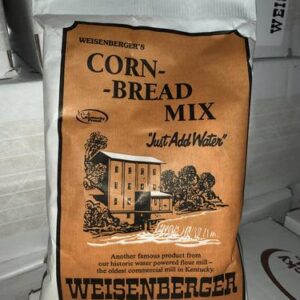 WEISENBERGER'S
CORN-
-BREAD
MIX
"Just Add Water"
Another famous product from
our historic water powered flour mill —
the oldest commercial mill in Kentucky.
WEISENBERGER